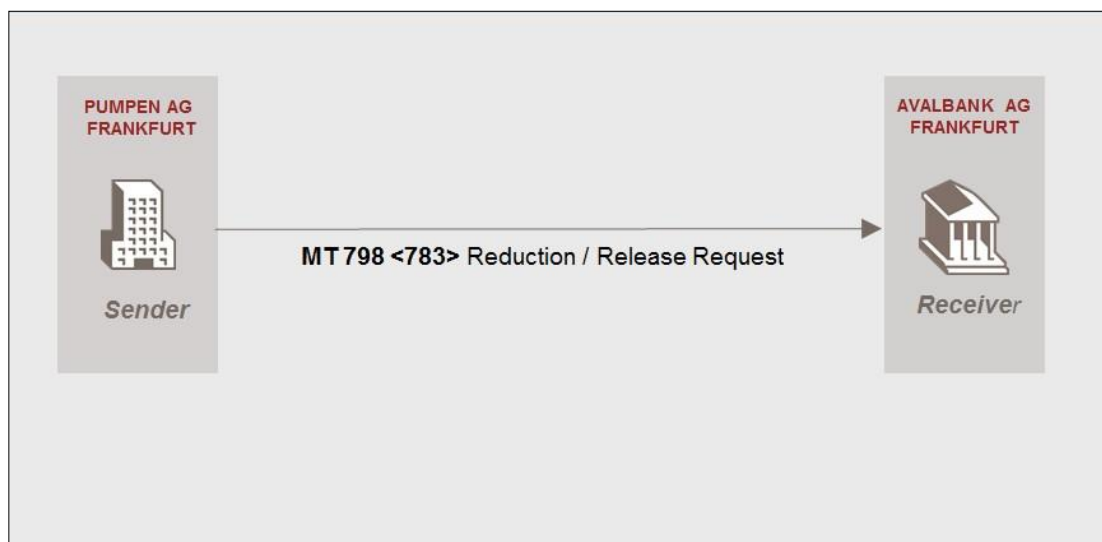 PUMPEN AG
FRANKFURT
Sender
MT 798 <783> Reduction / Release Request
AVALBANK AG
FRANKFURT
Receiver